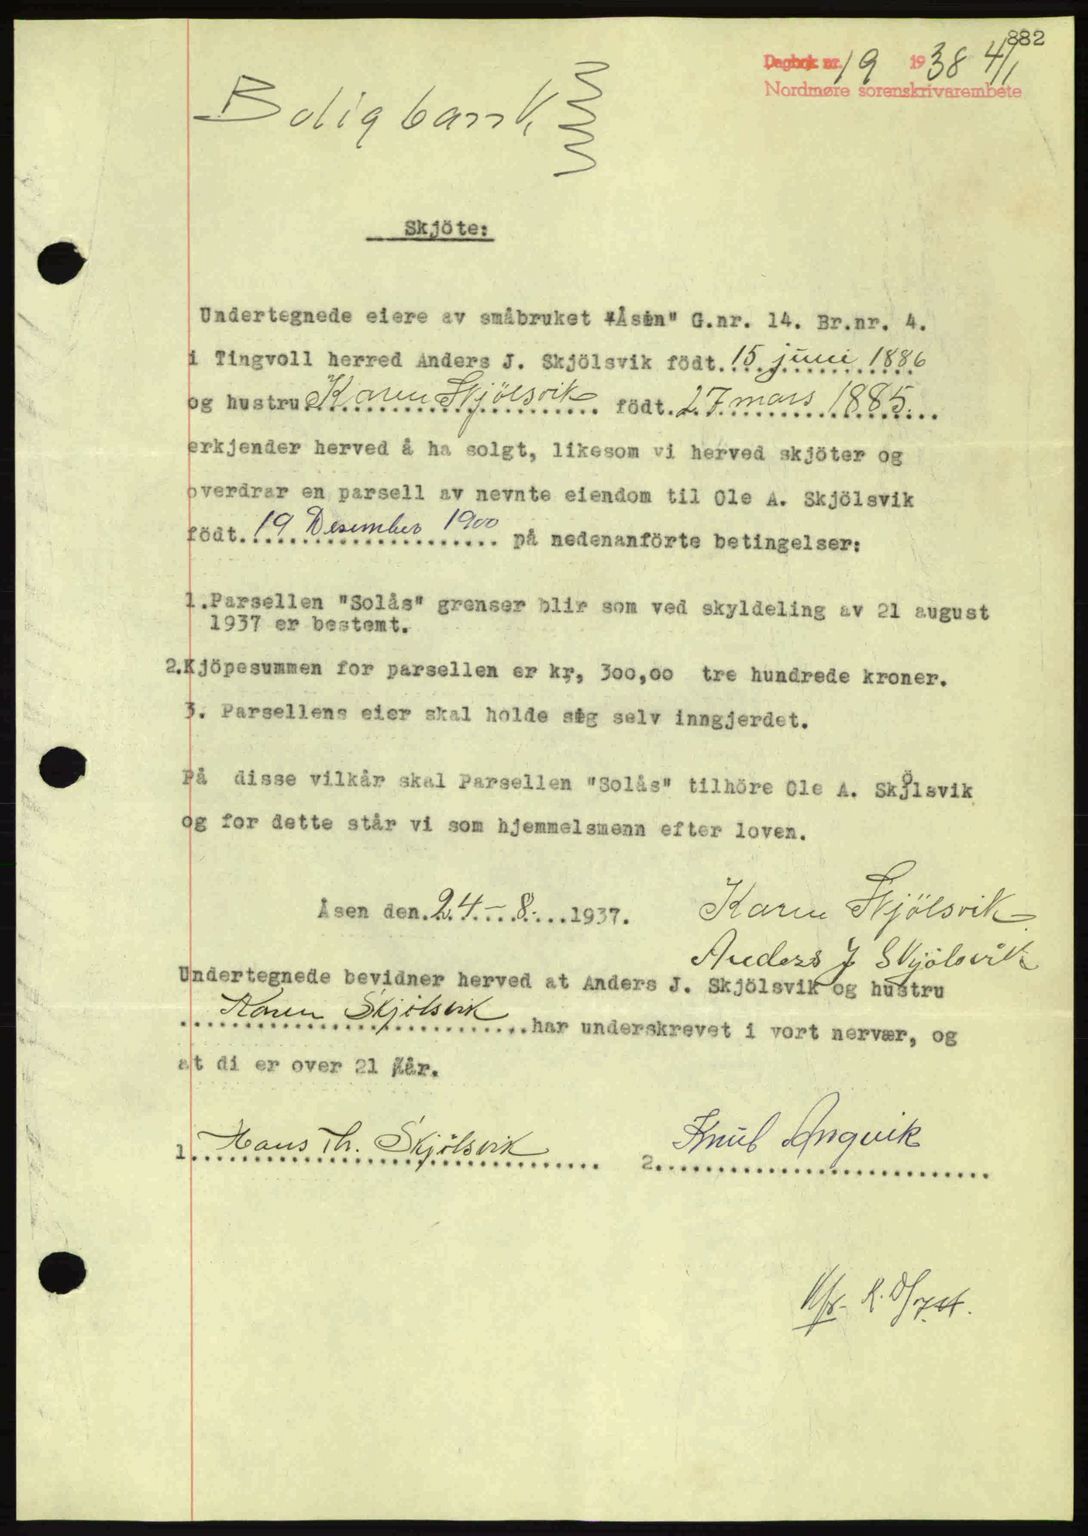 882
Dagbok nr. 19 1938 4/1
Nordmøre sorenskrivarembete
Boligbank
Skjöte:
Undertegnede eiere av småbruket "Åsen" G.nr. 14. Br.nr. 4.
i Tingvoll herred Anders J. Skjölsvik födt. 15 juni 1886
og hustru Karen Skjölsvik födt. 27 mars 1885.
erkjender herved å ha solgt, likesom vi herved skjöter og
overdrar en parsell av nevnte eiendom til Ole A. Skjölsvik
födt. 19 Desember 1900 på nedenanförte betingelser:
1. Parsellen "Solås" grenser blir som ved skyldeling av 21 august
1937 er bestemt.
2. Kjöpesummen for parsellen er kr, 300,00 tre hundrede kroner.
3. Parsellens eier skal holde seg selv inngjerdet.
På disse vilkår skal Parsellen "Solås" tilhöre Ole A. Skjölsvik
og for dette står vi som hjemmelsmenn efter loven.
Åsen den. 24. - 8. - 1937. Karen Skjölsvik
Anders J Skjölsvik
Undertegnede bevidner herved at Anders J. Skjölsvik og hustru
Karen Skjölsvik har underskrevet i vort nervær, og
at di er over 21 år.
1. Hans Th. Skjölsvik 2. Knut Angvik